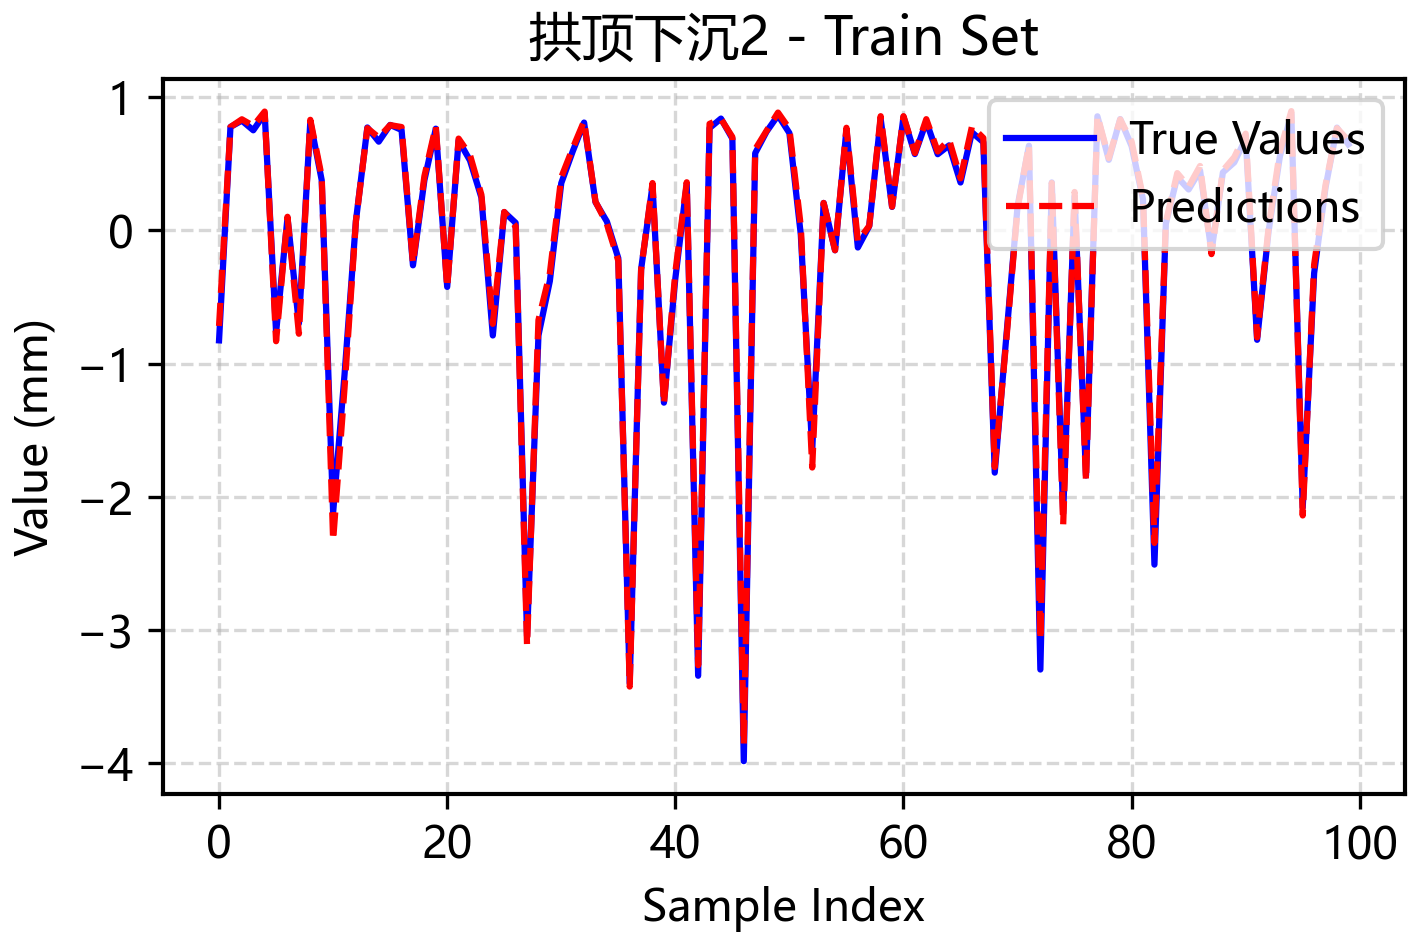 拱顶下沉2 - Train Set
True Values
Predictions
Value (mm)
1
0
−1
−2
−3
−4
0 20 40 60 80 100
Sample Index